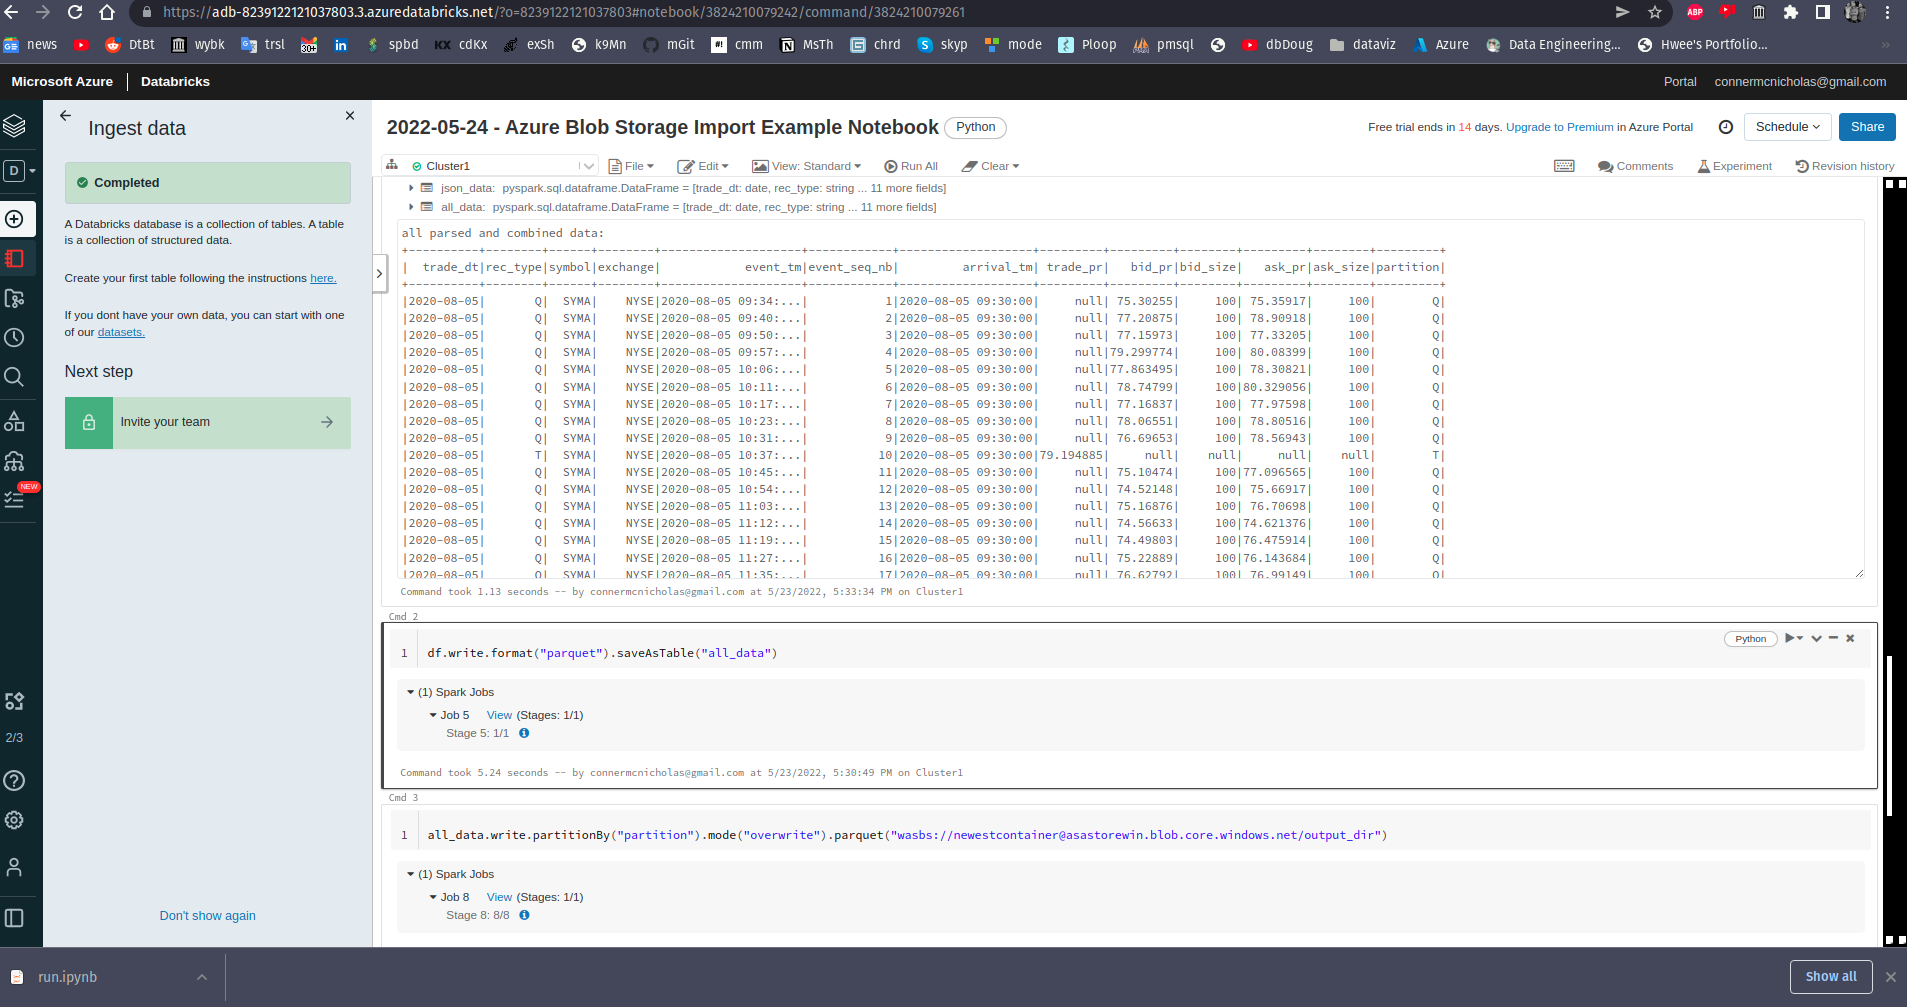 https://adb-8239122121037803.3.azuredatabricks.net/?o=8239122121037803#notebook/3824210079242/command/3824210079261
ABP
news DtBt wybk trsl 30+ spbd KX cdKx exSh k9Mn mGit #! cmm MsTh chrd skyp mode Ploop pmsql dbDoug dataviz Azure Data Engineering... Hwee's Portfolio... »
Microsoft Azure Databricks Portal connermcnicholas@gmail.com
Ingest data
Completed
A Databricks database is a collection of tables. A table
is a collection of structured data.
Create your first table following the instructions here.
If you dont have your own data, you can start with one
of our datasets.
Next step
Invite your team
Don't show again
D
NEW
2/3
2022-05-24 - Azure Blob Storage Import Example Notebook Python
Free trial ends in 14 days. Upgrade to Premium in Azure Portal Schedule Share
Cluster1 File Edit View: Standard Run All Clear Comments Experiment Revision history
json_data: pyspark.sql.dataframe.DataFrame = [trade_dt: date, rec_type: string ... 11 more fields]
all_data: pyspark.sql.dataframe.DataFrame = [trade_dt: date, rec_type: string ... 11 more fields]
all parsed and combined data:
+----------+--------+------+--------+--------------------+------------+-------------------+---------+---------+--------+---------+--------+---------+
|  trade_dt|rec_type|symbol|exchange|            event_tm|event_seq_nb|         arrival_tm| trade_pr|   bid_pr|bid_size|   ask_pr|ask_size|partition|
+----------+--------+------+--------+--------------------+------------+-------------------+---------+---------+--------+---------+--------+---------+
|2020-08-05|       Q|  SYMA|    NYSE|2020-08-05 09:34:...|           1|2020-08-05 09:30:00|     null| 75.30255|     100| 75.35917|     100|        Q|
|2020-08-05|       Q|  SYMA|    NYSE|2020-08-05 09:40:...|           2|2020-08-05 09:30:00|     null| 77.20875|     100| 78.90918|     100|        Q|
|2020-08-05|       Q|  SYMA|    NYSE|2020-08-05 09:50:...|           3|2020-08-05 09:30:00|     null| 77.15973|     100| 77.33205|     100|        Q|
|2020-08-05|       Q|  SYMA|    NYSE|2020-08-05 09:57:...|           4|2020-08-05 09:30:00|     null|79.299774|     100| 80.08399|     100|        Q|
|2020-08-05|       Q|  SYMA|    NYSE|2020-08-05 10:06:...|           5|2020-08-05 09:30:00|     null|77.863495|     100| 78.30821|     100|        Q|
|2020-08-05|       Q|  SYMA|    NYSE|2020-08-05 10:11:...|           6|2020-08-05 09:30:00|     null| 78.74799|     100|80.329056|     100|        Q|
|2020-08-05|       Q|  SYMA|    NYSE|2020-08-05 10:17:...|           7|2020-08-05 09:30:00|     null| 77.16837|     100| 77.97598|     100|        Q|
|2020-08-05|       Q|  SYMA|    NYSE|2020-08-05 10:23:...|           8|2020-08-05 09:30:00|     null| 78.06551|     100| 78.80516|     100|        Q|
|2020-08-05|       Q|  SYMA|    NYSE|2020-08-05 10:31:...|           9|2020-08-05 09:30:00|     null| 76.69653|     100| 78.56943|     100|        Q|
|2020-08-05|       T|  SYMA|    NYSE|2020-08-05 10:37:...|          10|2020-08-05 09:30:00|79.194885|     null|    null|     null|    null|        T|
|2020-08-05|       Q|  SYMA|    NYSE|2020-08-05 10:45:...|          11|2020-08-05 09:30:00|     null| 75.10474|     100|77.096565|     100|        Q|
|2020-08-05|       Q|  SYMA|    NYSE|2020-08-05 10:54:...|          12|2020-08-05 09:30:00|     null| 74.52148|     100| 75.66917|     100|        Q|
|2020-08-05|       Q|  SYMA|    NYSE|2020-08-05 11:03:...|          13|2020-08-05 09:30:00|     null| 75.16876|     100| 76.70698|     100|        Q|
|2020-08-05|       Q|  SYMA|    NYSE|2020-08-05 11:12:...|          14|2020-08-05 09:30:00|     null| 74.56633|     100|74.621376|     100|        Q|
|2020-08-05|       Q|  SYMA|    NYSE|2020-08-05 11:19:...|          15|2020-08-05 09:30:00|     null| 74.49803|     100|76.475914|     100|        Q|
|2020-08-05|       Q|  SYMA|    NYSE|2020-08-05 11:27:...|          16|2020-08-05 09:30:00|     null| 75.22889|     100|76.143684|     100|        Q|
|2020-08-05|       Q|  SYMA|    NYSE|2020-08-05 11:35:...|          17|2020-08-05 09:30:00|     null| 76.62792|     100| 76.99149|     100|        Q|
Command took 1.13 seconds -- by connermcnicholas@gmail.com at 5/23/2022, 5:33:34 PM on Cluster1
Cmd 2
Python
1 df.write.format("parquet").saveAsTable("all_data")
(1) Spark Jobs
Job 5 View (Stages: 1/1)
Stage 5: 1/1
Command took 5.24 seconds -- by connermcnicholas@gmail.com at 5/23/2022, 5:30:49 PM on Cluster1
Cmd 3
1 all_data.write.partitionBy("partition").mode("overwrite").parquet("wasbs://newestcontainer@asastorewin.blob.core.windows.net/output_dir")
(1) Spark Jobs
Job 8 View (Stages: 1/1)
Stage 8: 8/8
run.ipynb
Show all